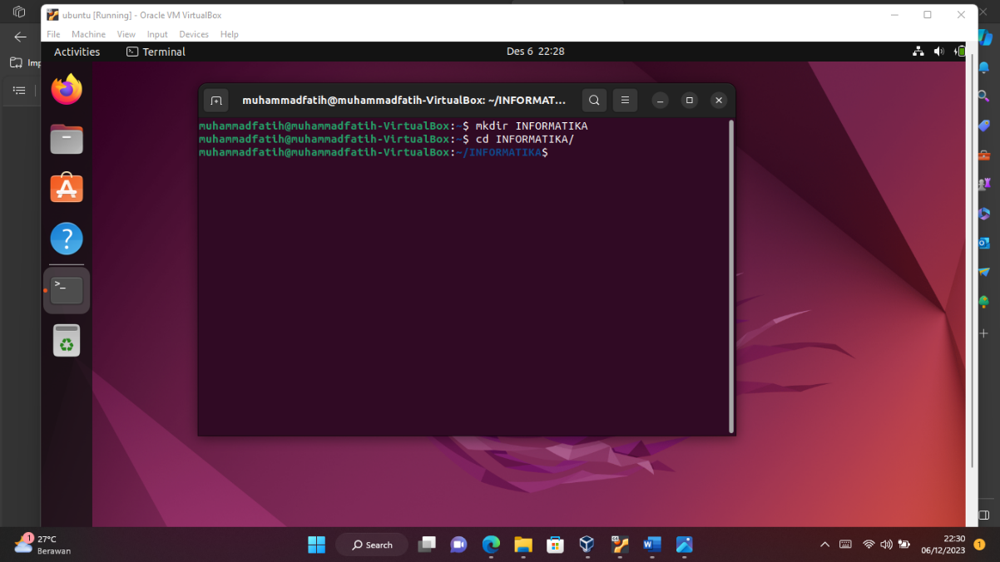 ubuntu [Running] - Oracle VM VirtualBox
File Machine View Input Devices Help
Imp
Activities Terminal Des 6 22:28
muhammadfatih@muhammadfatih-VirtualBox: ~/INFORMAT...
muhammadfatih@muhammadfatih-VirtualBox:~$ mkdir INFORMATIKA
muhammadfatih@muhammadfatih-VirtualBox:~$ cd INFORMATIKA/
muhammadfatih@muhammadfatih-VirtualBox:~/INFORMATIKA$
1
27°C
Berawan
Search
22:30
06/12/2023
1